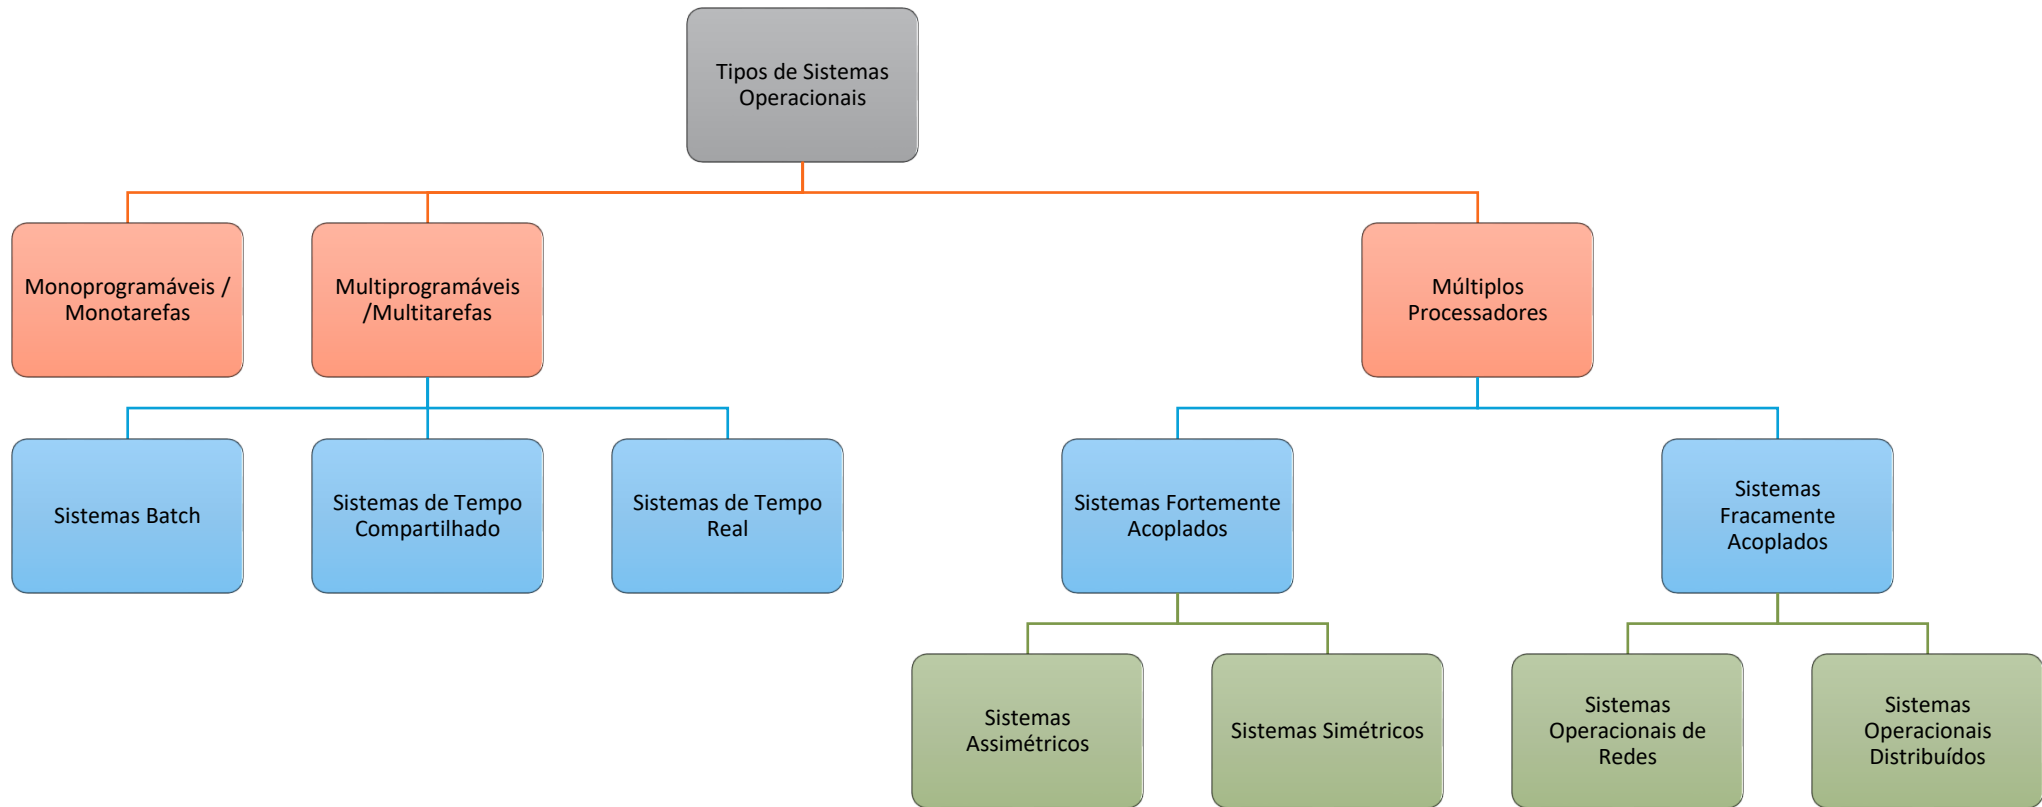 Tipos de Sistemas
Operacionais
Monoprogramáveis /
Monotarefas
Multiprogramáveis
/Multitarefas
Múltiplos
Processadores
Sistemas Batch
Sistemas de Tempo
Compartilhado
Sistemas de Tempo
Real
Sistemas Fortemente
Acoplados
Sistemas
Fracamente
Acoplados
Sistemas
Assimétricos
Sistemas Simétricos
Sistemas
Operacionais de
Redes
Sistemas
Operacionais
Distribuídos